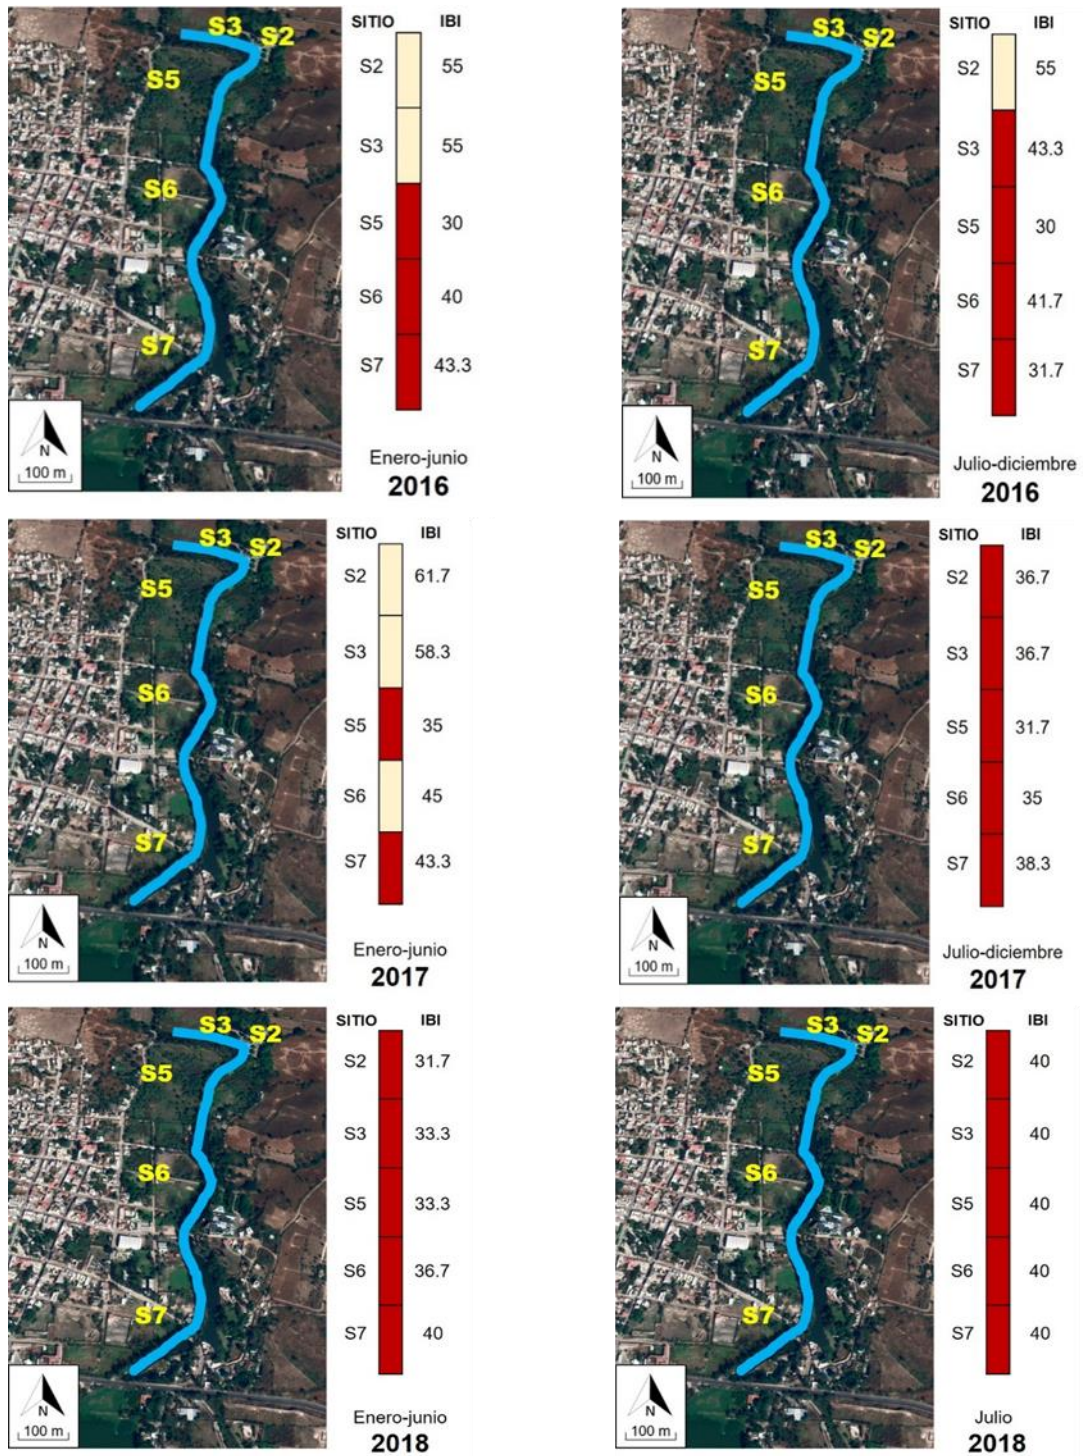 SITIO IBI
S2 55
S3 55
S5 30
S6 40
S7 43.3
S3
S2
S5
S6
S7
N
100 m
Enero-junio
2016
SITIO IBI
S2 55
S3 43.3
S5 30
S6 41.7
S7 31.7
S3
S2
S5
S6
S7
N
100 m
Julio-diciembre
2016
SITIO IBI
S2 61.7
S3 58.3
S5 35
S6 45
S7 43.3
S3
S2
S5
S6
S7
N
100 m
Enero-junio
2017
SITIO IBI
S2 36.7
S3 36.7
S5 31.7
S6 35
S7 38.3
S3
S2
S5
S6
S7
N
100 m
Julio-diciembre
2017
SITIO IBI
S2 31.7
S3 33.3
S5 33.3
S6 36.7
S7 40
S3
S2
S5
S6
S7
N
100 m
Enero-junio
2018
SITIO IBI
S2 40
S3 40
S5 40
S6 40
S7 40
S3
S2
S5
S6
S7
N
100 m
Julio
2018